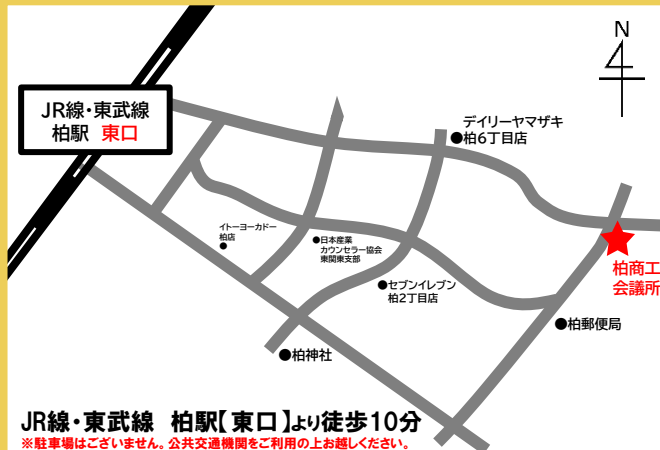 N
JR線・東武線
柏駅 東口
デイリーヤマザキ
●柏6丁目店
イトーヨーカドー
柏店
●日本産業
カウンセラー協会
東関東支部
●セブンイレブン
柏2丁目店
柏商工
会議所
●柏郵便局
●柏神社
JR線・東武線 柏駅【東口】より徒歩10分
※駐車場はございません。公共交通機関をご利用の上お越しください。